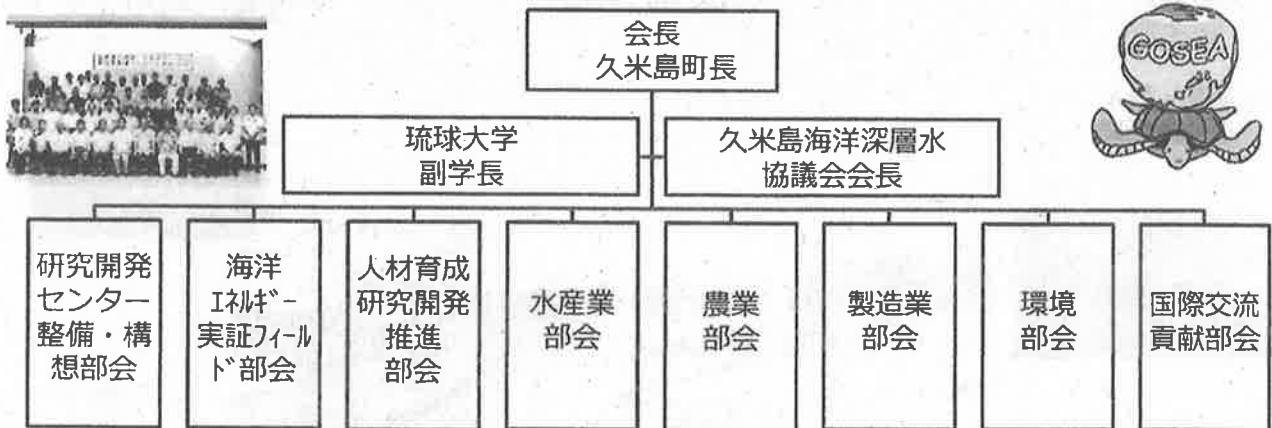 会長
久米島町長
GOSEA
琉球大学
副学長
久米島海洋深層水
協議会会長
研究開発
センター
整備・構
想部会
海洋
ｴﾈﾙｷﾞｰ
実証ﾌｨｰﾙ
ﾄﾞ部会
人材育成
研究開発
推進
部会
水産業
部会
農業
部会
製造業
部会
環境
部会
国際交流
貢献部会